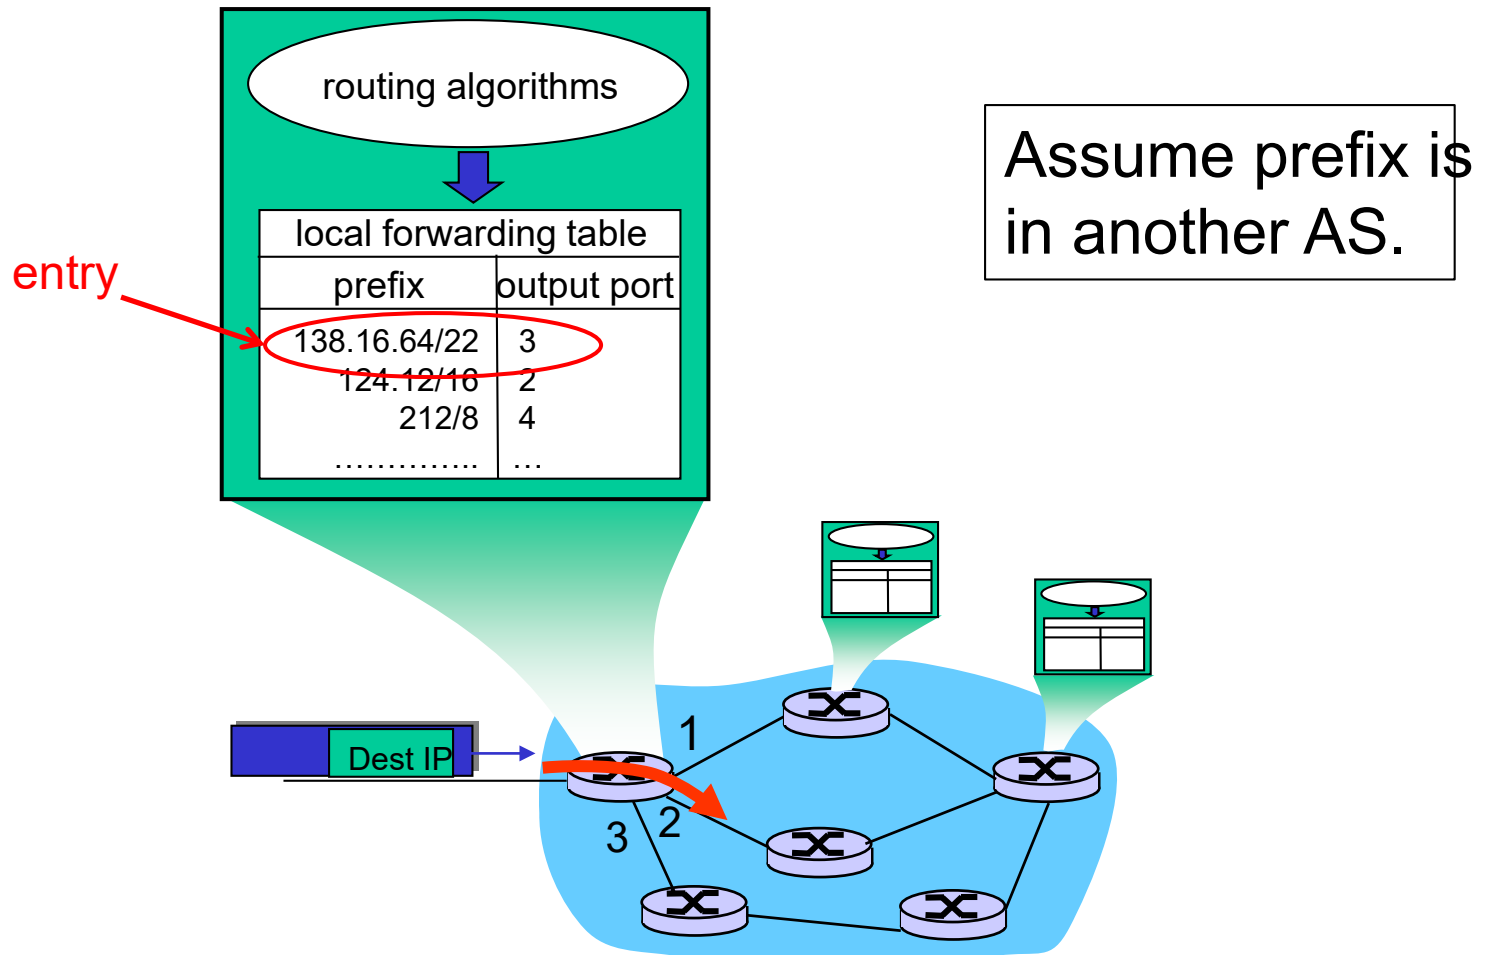 routing algorithms
Assume prefix is
in another AS.
local forwarding table
entry
prefix output port
138.16.64/22 3
124.12/16 2
212/8 4
………….. …
1
Dest IP
2
3